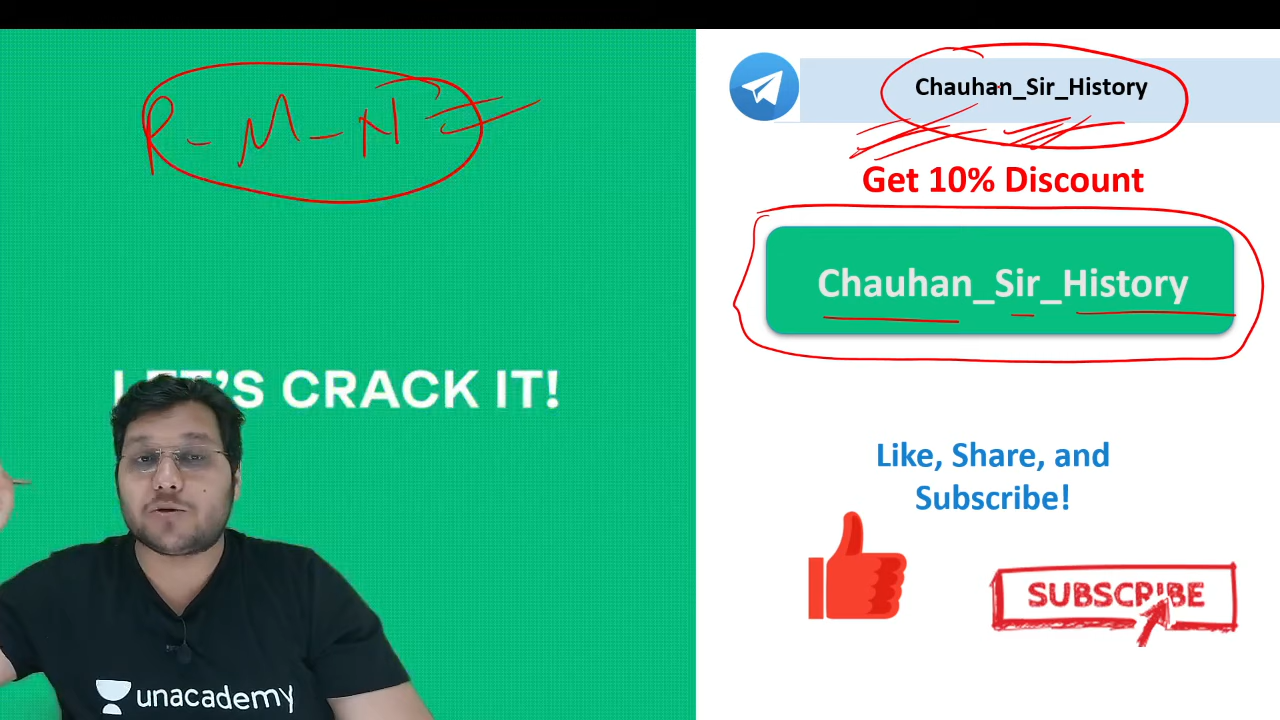 P-M-N
LET'S CRACK IT!
unacademy
Chauhan_Sir_History
Get 10% Discount
Chauhan_Sir_History
Like, Share, and
Subscribe!
SUBSCRIBE